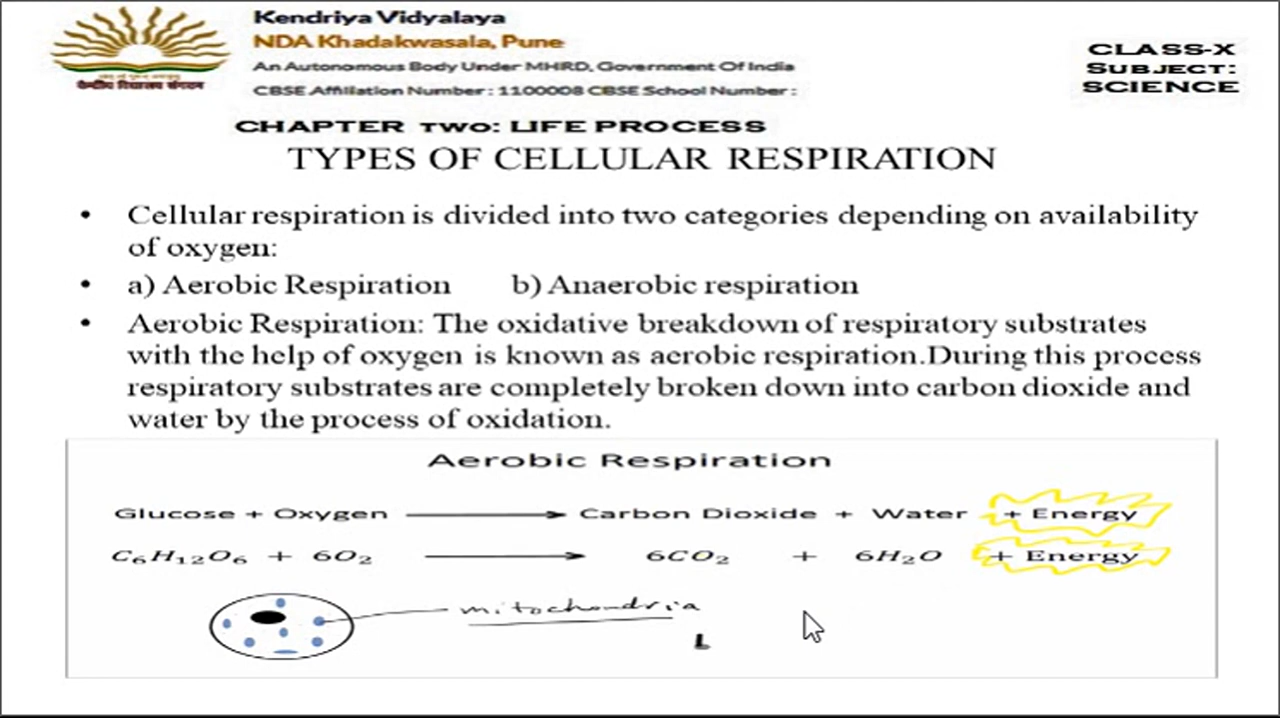 Kendriya Vidyalaya
NDA Khadakwasala, Pune
An Autonomous Body Under MHRD, Government Of India
CBSE Affiliation Number : 1100008 CBSE School Number :
केन्द्रीय विद्यालय संगठन
CLASS-X
SUBJECT:
SCIENCE
CHAPTER TWO: LIFE PROCESS
TYPES OF CELLULAR RESPIRATION
• Cellular respiration is divided into two categories depending on availability
of oxygen:
• a) Aerobic Respiration b) Anaerobic respiration
• Aerobic Respiration: The oxidative breakdown of respiratory substrates
with the help of oxygen is known as aerobic respiration.During this process
respiratory substrates are completely broken down into carbon dioxide and
water by the process of oxidation.
Aerobic Respiration
Glucose + Oxygen ⟶ Carbon Dioxide + Water + Energy
C₆H₁₂O₆ + 6O₂ ⟶ 6CO₂ + 6H₂O + Energy
mitochondria
L